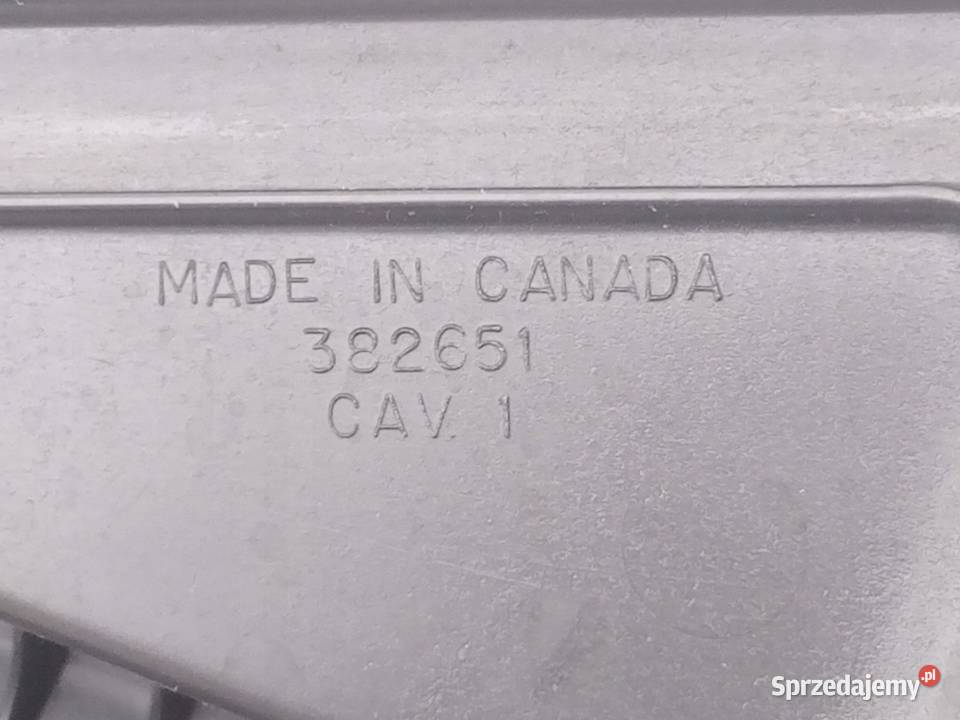 MADE IN CANADA
382651
CAV. 1
Sprzedajemy.pl